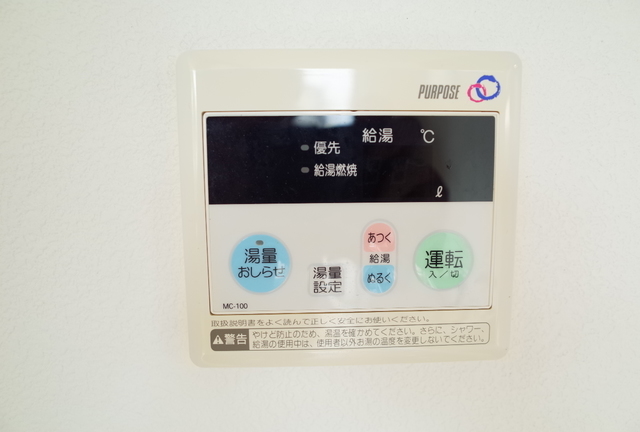 PURPOSE
給湯 ℃
優先
給湯燃焼
ℓ
湯量
おしらせ
湯量
設定
あつく
給湯
ぬるく
運転
入／切
MC-100
取扱説明書をよく読んで正しく安全にお使いください。
警告
やけど防止のため、湯温を確かめてください。さらに、シャワー、
給湯の使用中は、使用者以外お湯の温度を変更しないでください。